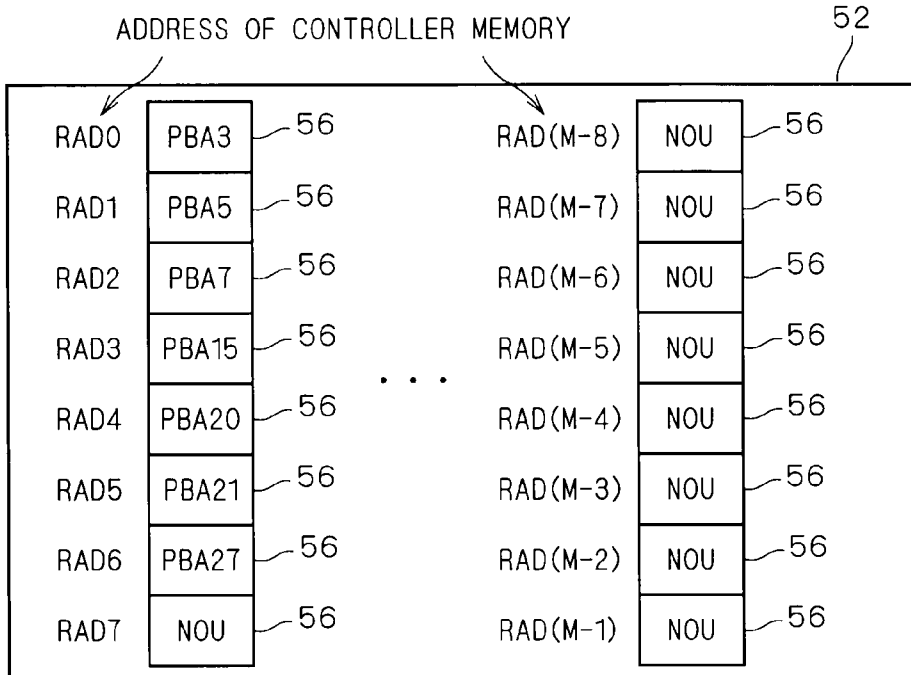 ADDRESS OF CONTROLLER MEMORY 52
RAD0 PBA3 56 RAD(M-8) NOU 56
RAD1 PBA5 56 RAD(M-7) NOU 56
RAD2 PBA7 56 RAD(M-6) NOU 56
RAD3 PBA15 56 RAD(M-5) NOU 56
. . .
RAD4 PBA20 56 RAD(M-4) NOU 56
RAD5 PBA21 56 RAD(M-3) NOU 56
RAD6 PBA27 56 RAD(M-2) NOU 56
RAD7 NOU 56 RAD(M-1) NOU 56